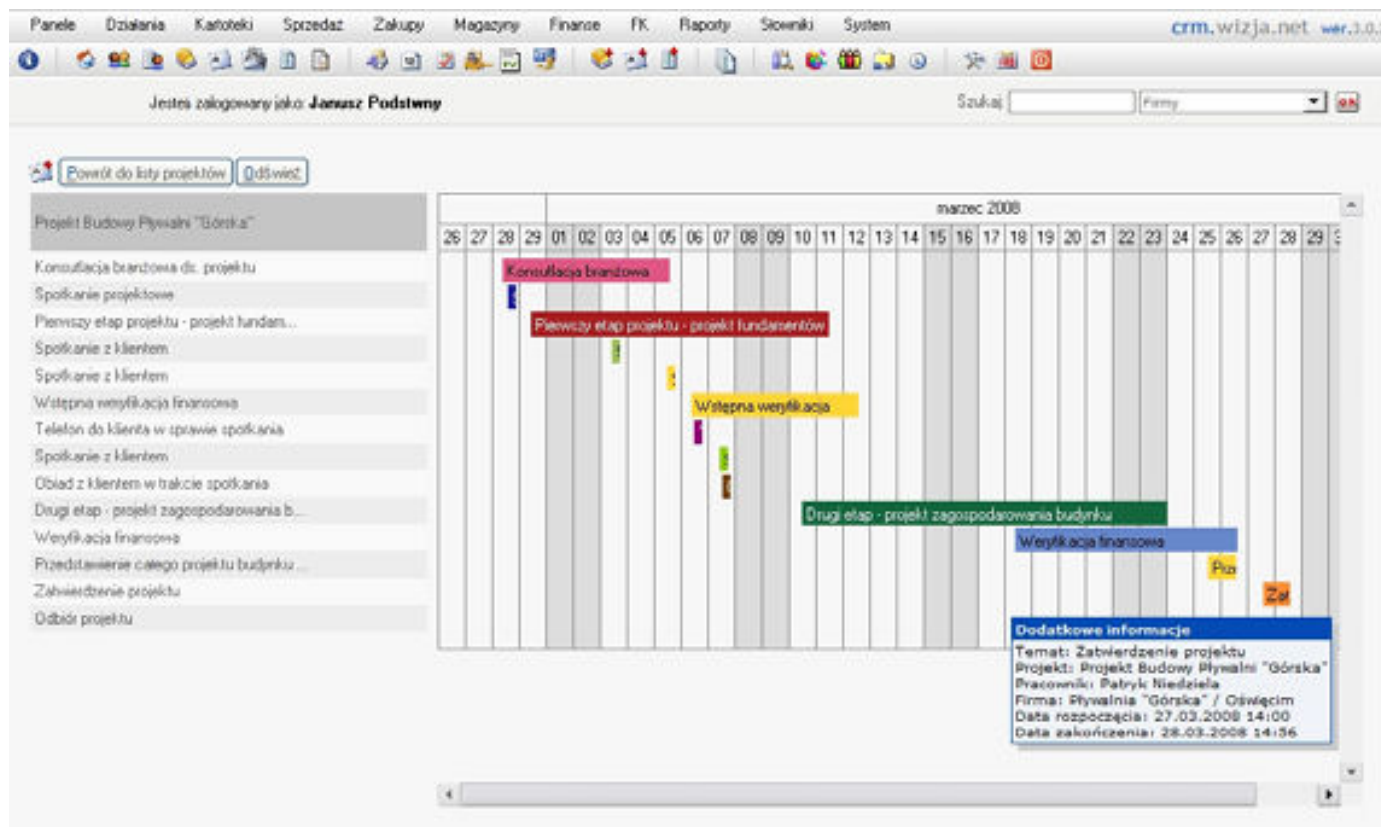 Panele Działania Kartoteki Sprzedaż Zakupy Magazyny Finanse FK Raporty Słowniki System crm.wizja.net
Jesteś zalogowany jako: Janusz Podstwny Szukaj Firmy ok
Powrót do listy projektów Odśwież
Projekt Budowy Pływalni "Górska" marzec 2008
26 27 28 29 01 02 03 04 05 06 07 08 09 10 11 12 13 14 15 16 17 18 19 20 21 22 23 24 25 26 27 28 29
Konsutlacja branżowa ds. projektu Konsutlacja branżowa
Spotkanie projektowe
Pierwszy etap projektu - projekt fundam... Pierwszy etap projektu - projekt fundamentów
Spotkanie z klientem
Spotkanie z klientem
Wstępna weryfikacja finansowa Wstępna weryfikacja
Telefon do klienta w sprawie spotkania
Spotkanie z klientem
Obiad z klientem w trakcie spotkania
Drugi etap - projekt zagospodarowania b... Drugi etap - projekt zagospodarowania budynku
Weryfikacja finansowa Weryfikacja finansowa
Przedstawienie całego projektu budynku ... Prze
Zatwierdzenie projektu Zat
Odbiór projektu
Dodatkowe informacje
Temat: Zatwierdzenie projektu
Projekt: Projekt Budowy Pływalni "Górska"
Pracownik: Patryk Niedziela
Firma: Pływalnia "Górska" / Oświęcim
Data rozpoczęcia: 27.03.2008 14:00
Data zakończenia: 28.03.2008 14:56